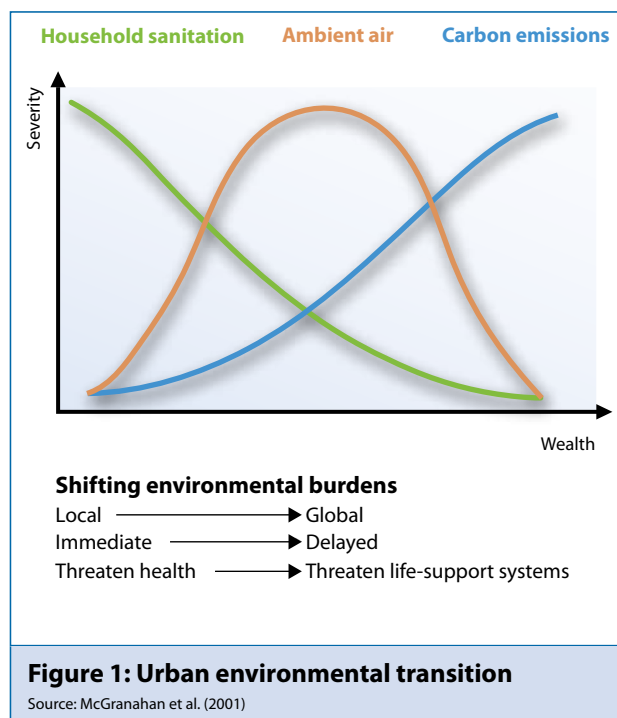 Household sanitation Ambient air Carbon emissions
Severity
Wealth
Shifting environmental burdens
Local Global
Immediate Delayed
Threaten health Threaten life-support systems
Figure 1: Urban environmental transition
Source: McGranahan et al. (2001)